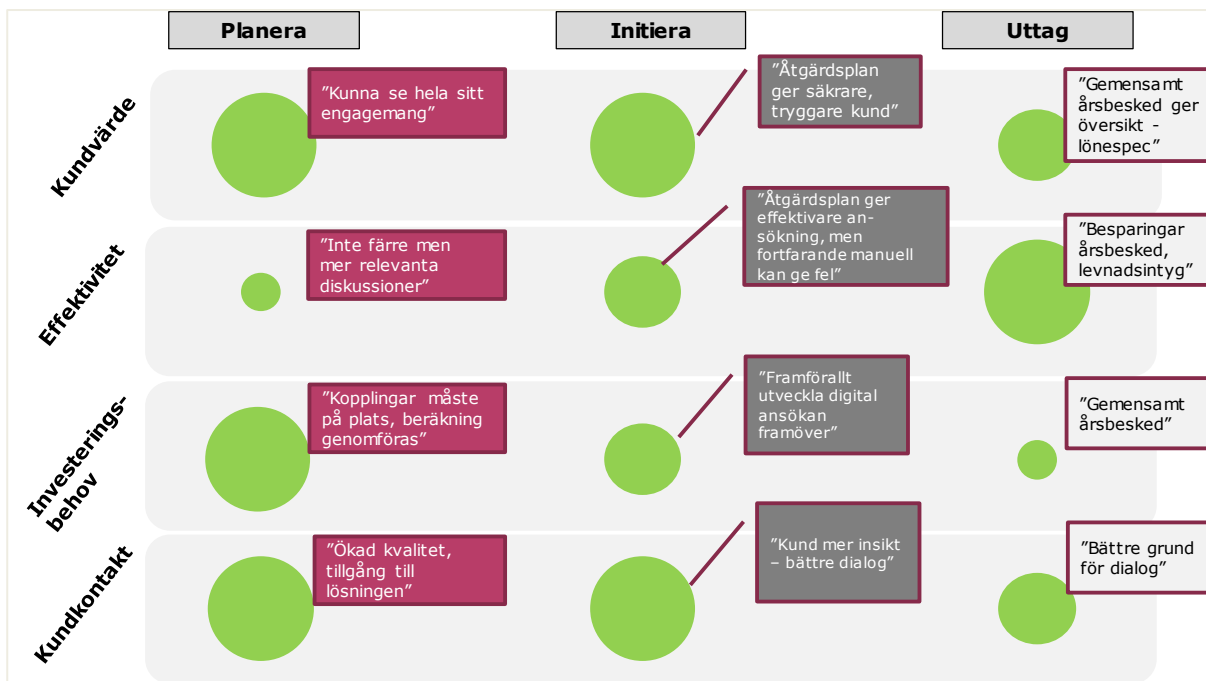 Planera
Initiera
Uttag
Kundvärde
”Kunna se hela sitt
engagemang”
”Åtgärdsplan
ger säkrare,
tryggare kund”
”Gemensamt
årsbesked ger
översikt -
lönespec”
Effektivitet
”Inte färre men
mer relevanta
diskussioner”
”Åtgärdsplan ger
effektivare an-
sökning, men
fortfarande manuell
kan ge fel”
”Besparingar
årsbesked,
levnadsintyg”
Investerings-
behov
”Kopplingar måste
på plats, beräkning
genomföras”
”Framförallt
utveckla digital
ansökan
framöver”
”Gemensamt
årsbesked”
Kundkontakt
”Ökad kvalitet,
tillgång till
lösningen”
”Kund mer insikt
– bättre dialog”
”Bättre grund
för dialog”